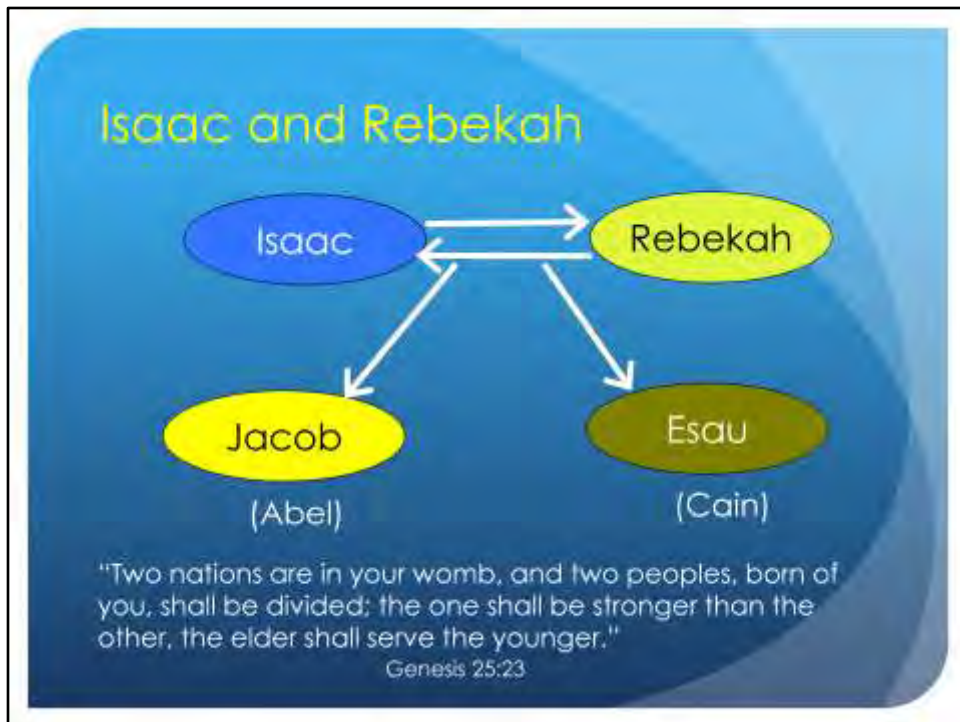 Isaac and Rebekah
Isaac
Rebekah
Jacob
Esau
(Abel)
(Cain)
“Two nations are in your womb, and two peoples, born of
you, shall be divided; the one shall be stronger than the
other, the elder shall serve the younger.”
Genesis 25:23